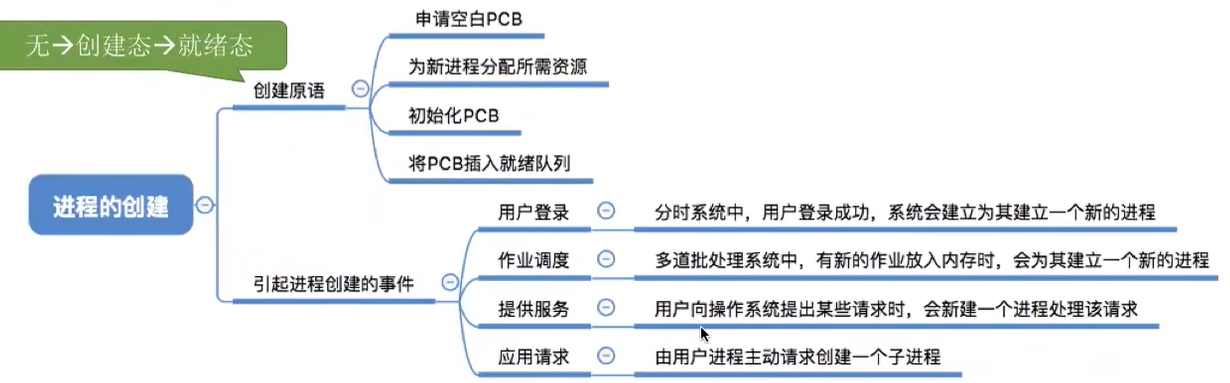 无→创建态→就绪态
进程的创建
创建原语
申请空白PCB
为新进程分配所需资源
初始化PCB
将PCB插入就绪队列
引起进程创建的事件
用户登录
分时系统中，用户登录成功，系统会建立为其建立一个新的进程
作业调度
多道批处理系统中，有新的作业放入内存时，会为其建立一个新的进程
提供服务
用户向操作系统提出某些请求时，会新建一个进程处理该请求
应用请求
由用户进程主动请求创建一个子进程